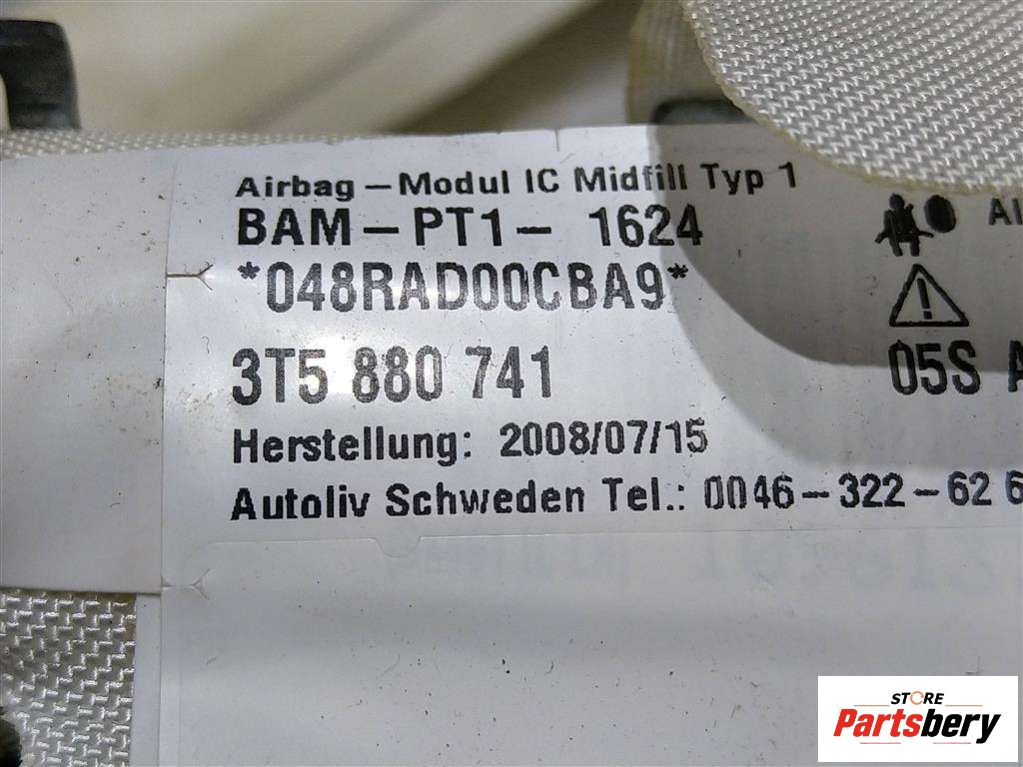 Airbag-Modul IC Midfill Typ 1
BAM-PT1- 1624
*048RAD00CBA9*
3T5 880 741
Herstellung: 2008/07/15
Autoliv Schweden Tel.: 0046-322-62 6
05S
STORE
Partsbery